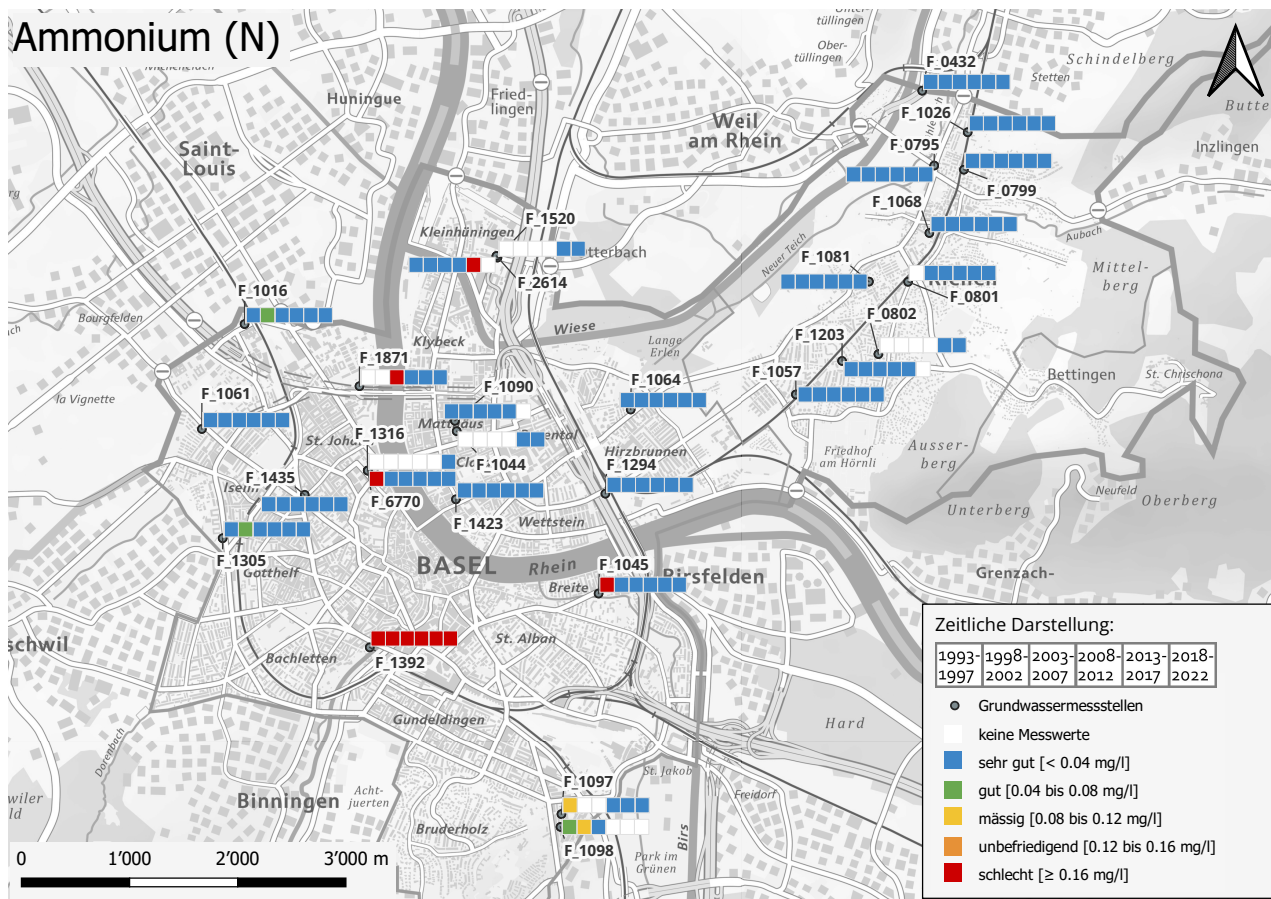 Ammonium (N)
Ober-
tüllingen
Unter-
tüllingen
Schindelberg
Stetten
F_0432
Fried-
lingen
Huningue
Weil
am Rhein
F_1026
Inzlingen
Saint-
Louis
F_0795
F_0799
F_1068
Aubach
Kleinhüningen
F_1520
Neuer Teich
F_1081
Mittel-
berg
F_2614
F_0801
F_1016
Bourgfelden
F_0802
Wiese
Klybeck
Lange
Erlen
F_1203
F_1871
F_1090
F_1064
F_1057
Bettingen
St. Chrischona
la Vignette
F_1061
F_1316
Hirzbrunnen
Friedhof
am Hörnli
Ausser-
berg
F_1435
F_1044
F_1294
Neufeld
Oberberg
F_6770
F_1423
Wettstein
Unterberg
F_1305
Gotthelf
BASEL
Rhein
F_1045
Birsfelden
Breite
Grenzach-
St. Alban
Bachletten
F_1392
Gundeldingen
Hard
Dorenbach
St. Jakob
F_1097
Freidorf
Binningen
Acht-
juerten
Bruderholz
Birs
F_1098
Park im
Grünen
0
1'000
2'000
3'000 m
Zeitliche Darstellung:
1993- 1998- 2003- 2008- 2013- 2018-
1997 2002 2007 2012 2017 2022
Grundwassermessstellen
keine Messwerte
sehr gut [< 0.04 mg/l]
gut [0.04 bis 0.08 mg/l]
mässig [0.08 bis 0.12 mg/l]
unbefriedigend [0.12 bis 0.16 mg/l]
schlecht [≥ 0.16 mg/l]